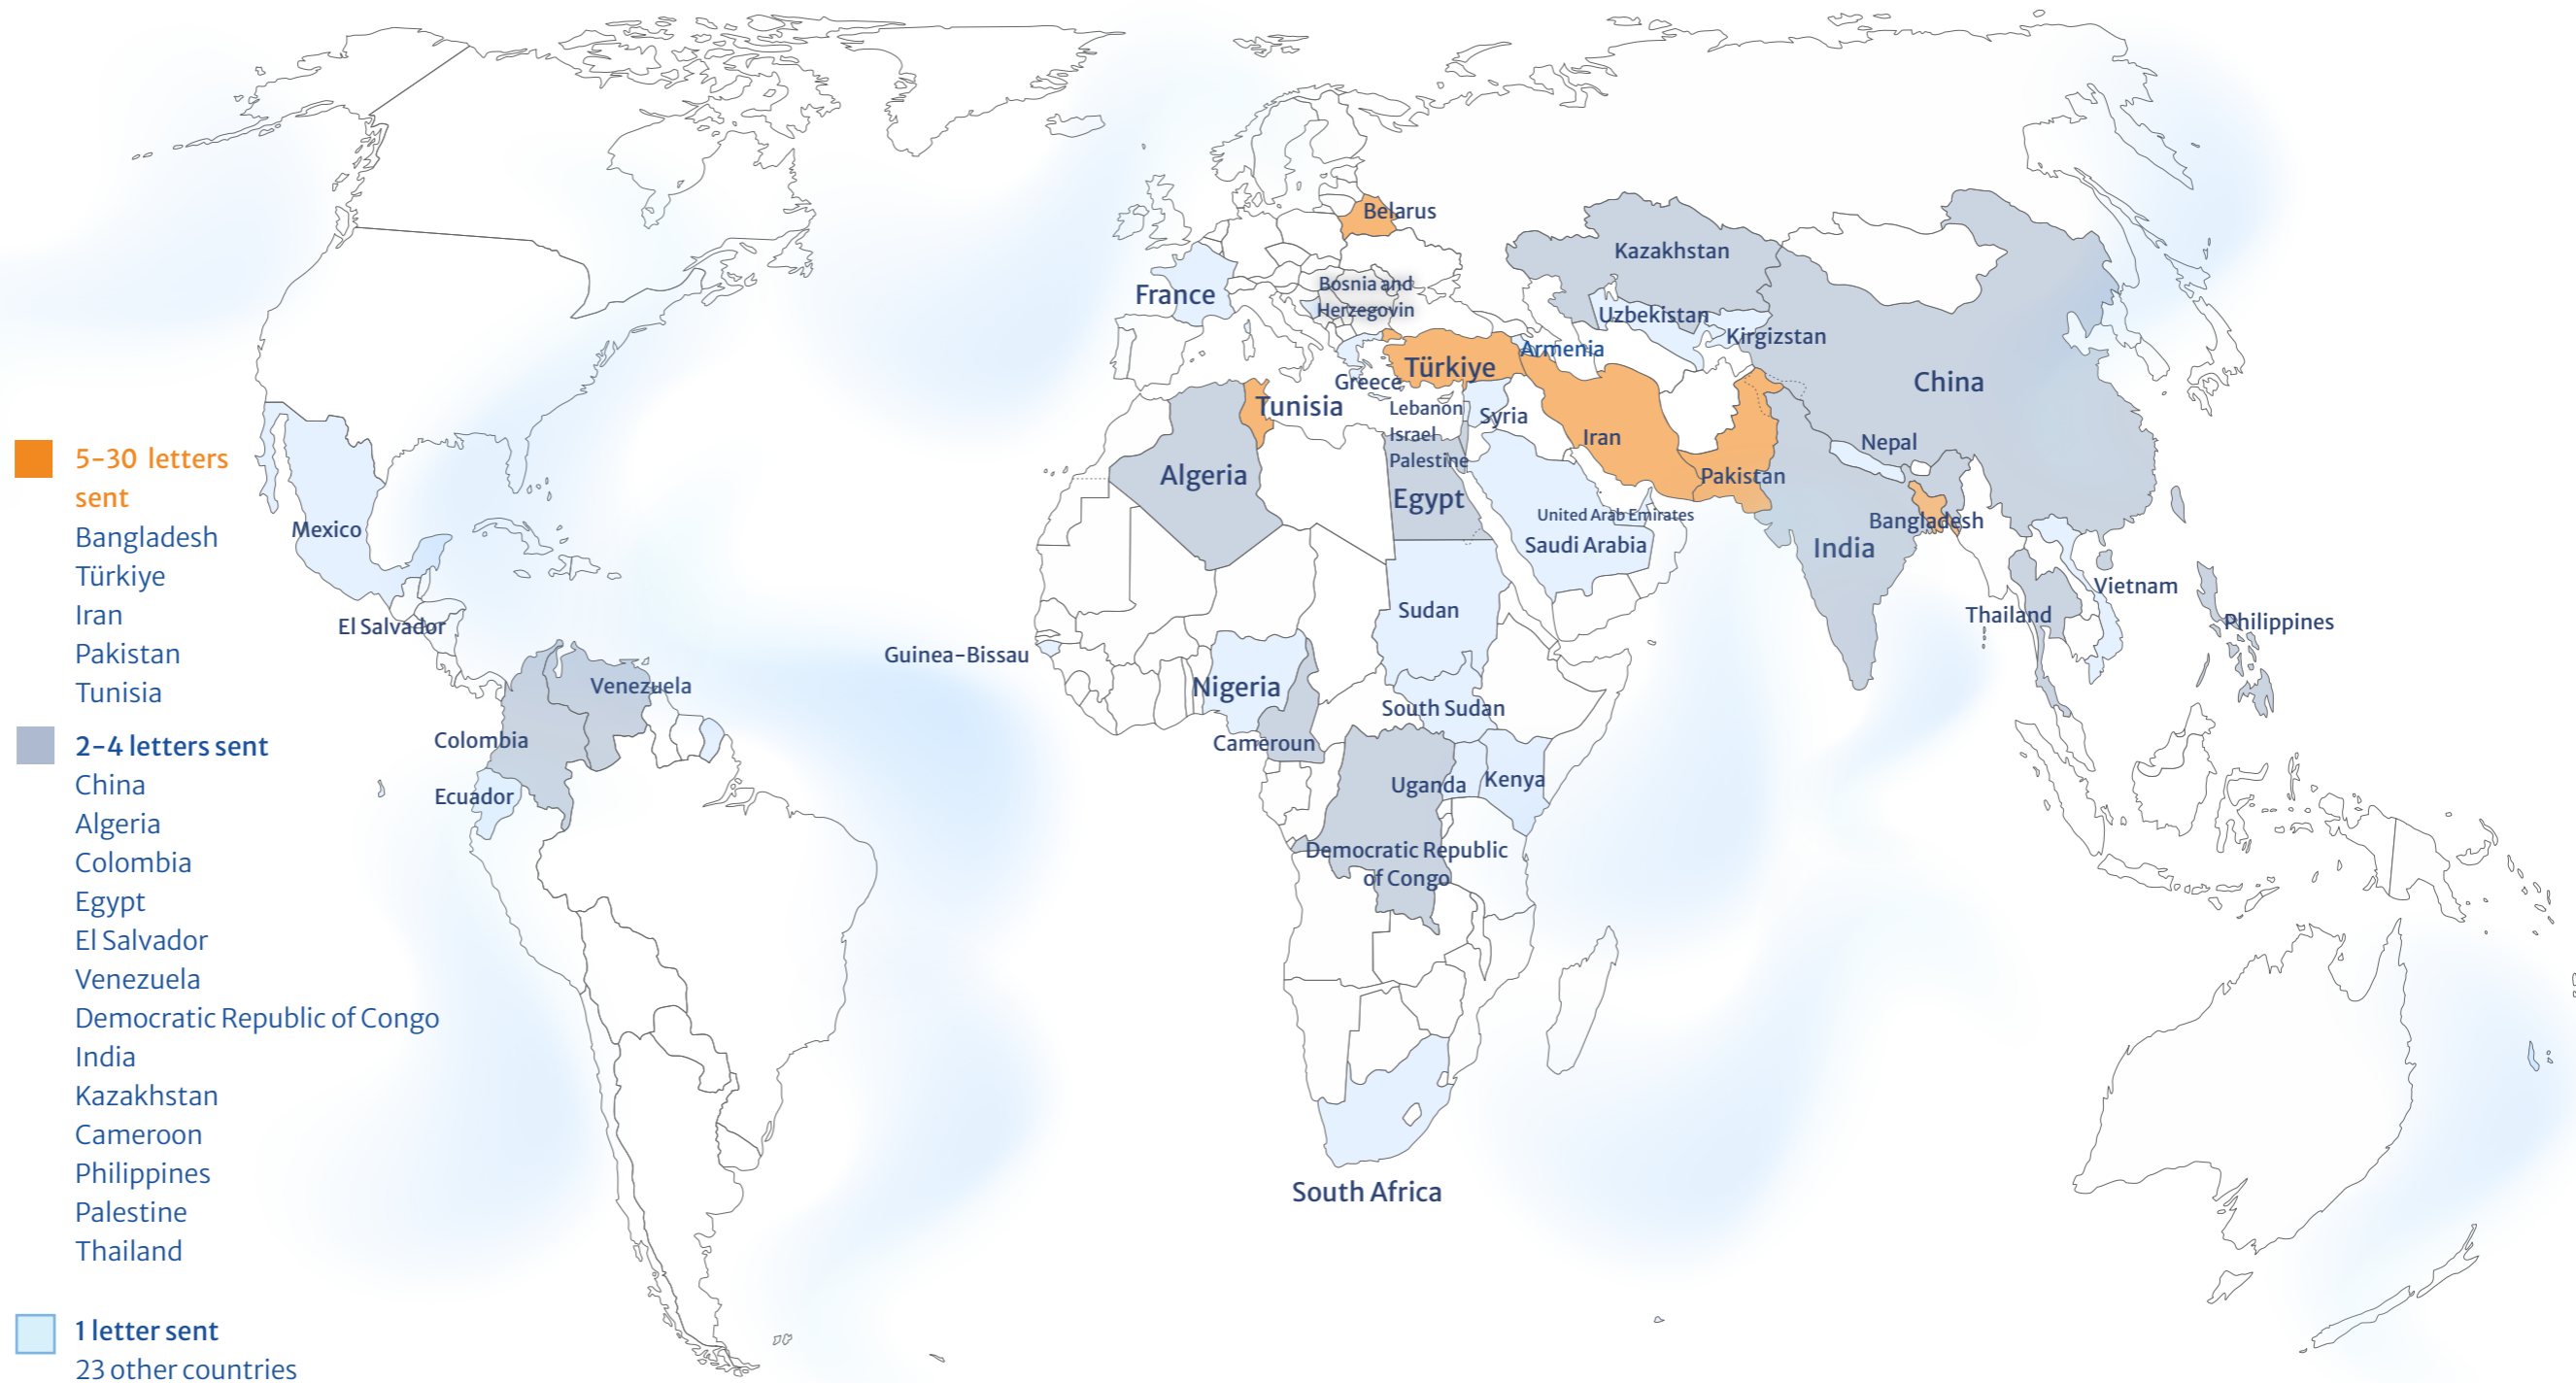 Belarus
Kazakhstan
Bosnia and
Herzegovin
France
Uzbekistan
Kirgizstan
Armenia
Türkiye
Greece
China
Tunisia
Lebanon
Syria
Israel
Iran
Nepal
Palestine
Algeria
Pakistan
Egypt
United Arab Emirates
Bangladesh
Mexico
Saudi Arabia
India
Vietnam
Sudan
Thailand
Philippines
El Salvador
Guinea-Bissau
Venezuela
Nigeria
South Sudan
Colombia
Cameroun
Uganda
Kenya
Ecuador
Democratic Republic
of Congo
South Africa
5-30 letters
sent
Bangladesh
Türkiye
Iran
Pakistan
Tunisia
2-4 letters sent
China
Algeria
Colombia
Egypt
El Salvador
Venezuela
Democratic Republic of Congo
India
Kazakhstan
Cameroon
Philippines
Palestine
Thailand
1 letter sent
23 other countries